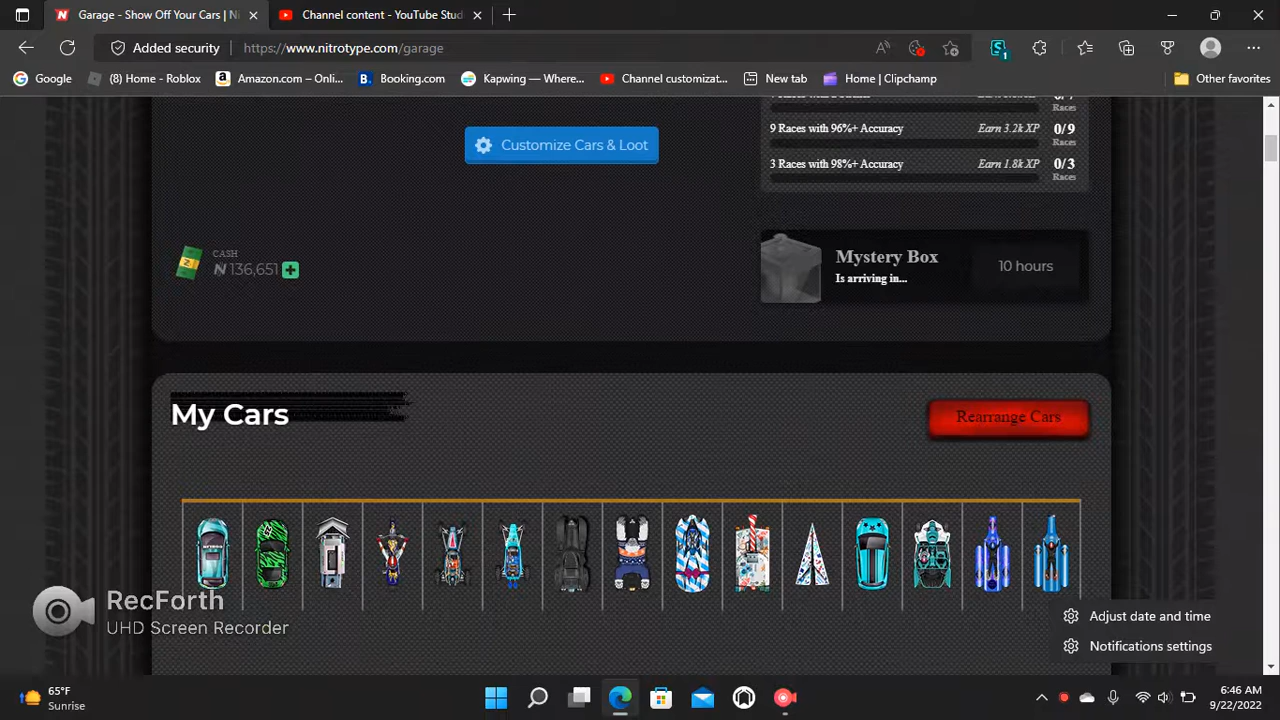 Garage - Show Off Your Cars | Ni
Channel content - YouTube Stud
Added security
https://www.nitrotype.com/garage
Google
(8) Home - Roblox
Amazon.com – Onli...
Booking.com
Kapwing — Where...
Channel customizat...
New tab
Home | Clipchamp
Other favorites
Races
9 Races with 96%+ Accuracy
Earn 3.2k XP
0/9
Races
3 Races with 98%+ Accuracy
Earn 1.8k XP
0/3
Races
Customize Cars & Loot
CASH
136,651
Mystery Box
Is arriving in...
10 hours
My Cars
Rearrange Cars
RecForth
UHD Screen Recorder
Adjust date and time
Notifications settings
65°F
Sunrise
6:46 AM
9/22/2022